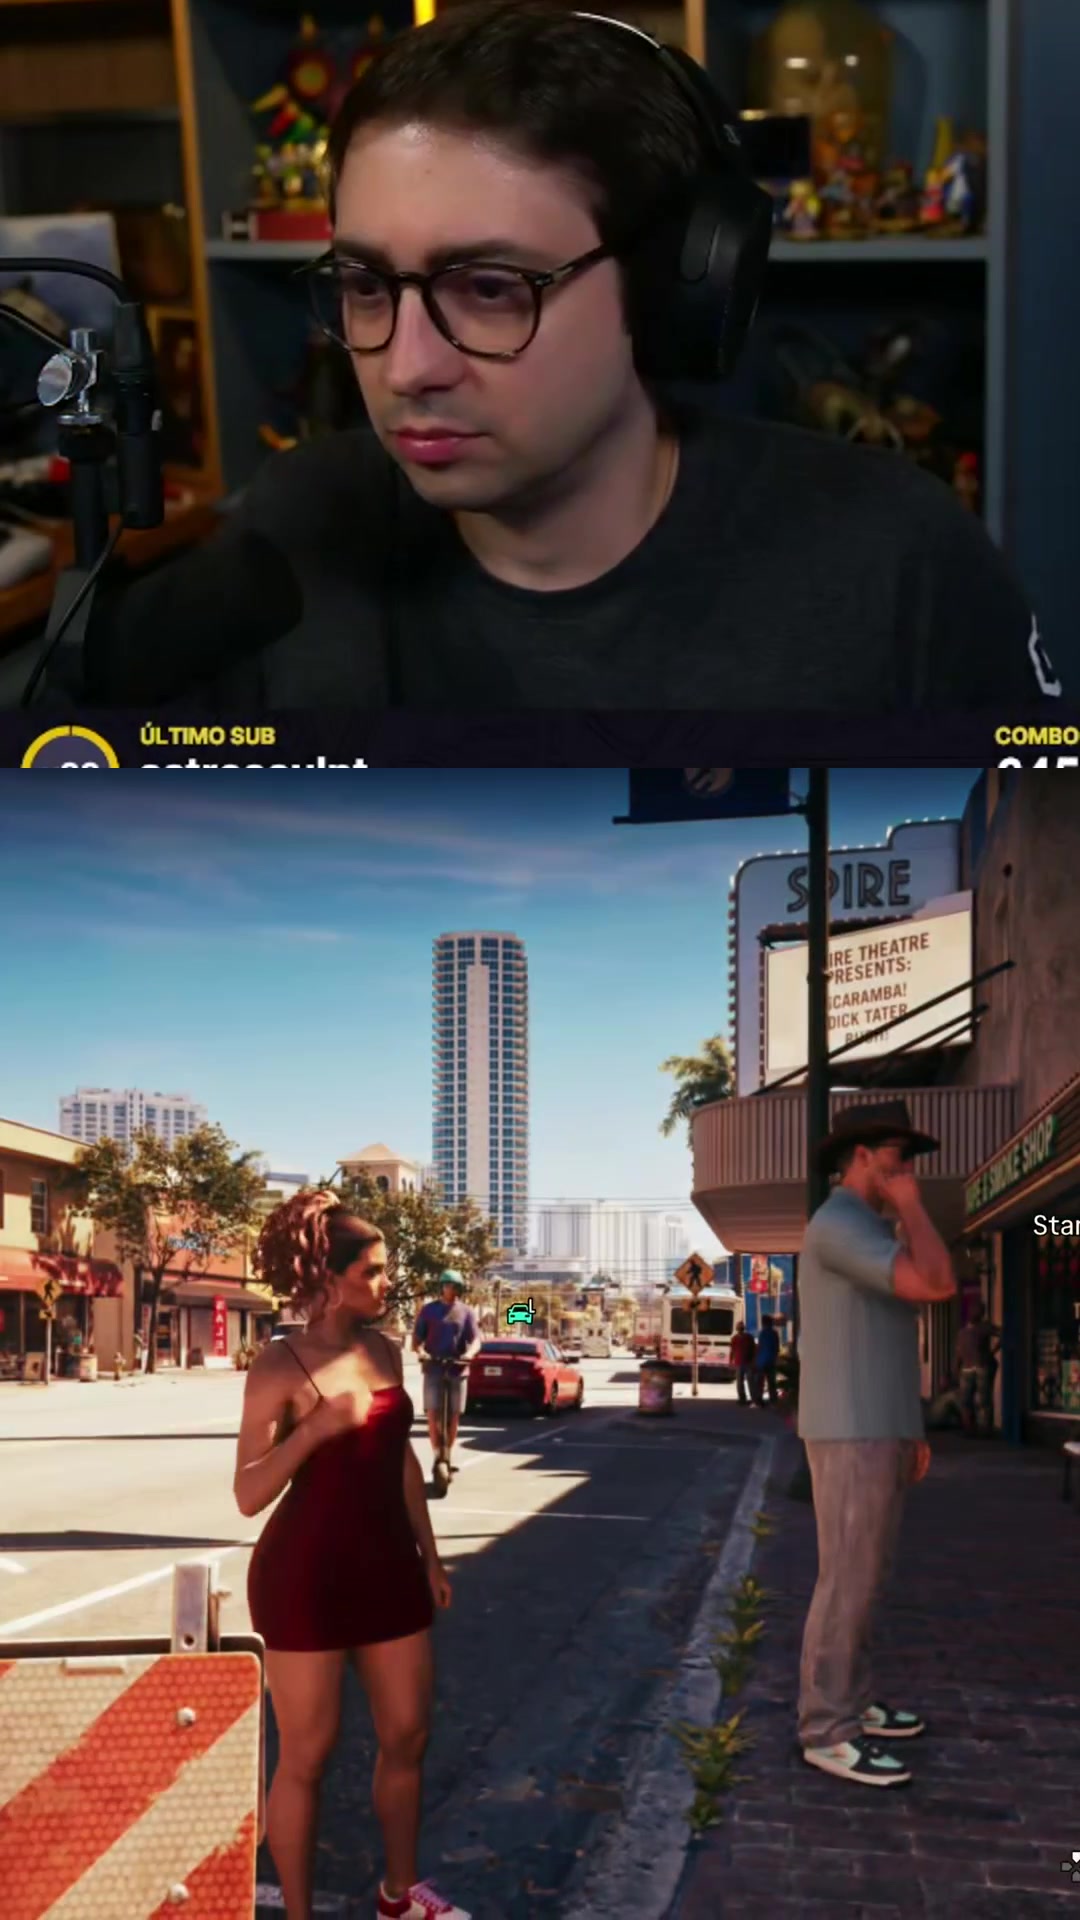 ÚLTIMO SUB
COMBO
SPIRE
IRE THEATRE
PRESENTS:
¡CARAMBA!
DICK TATER
& SMOKE SHOP
Star